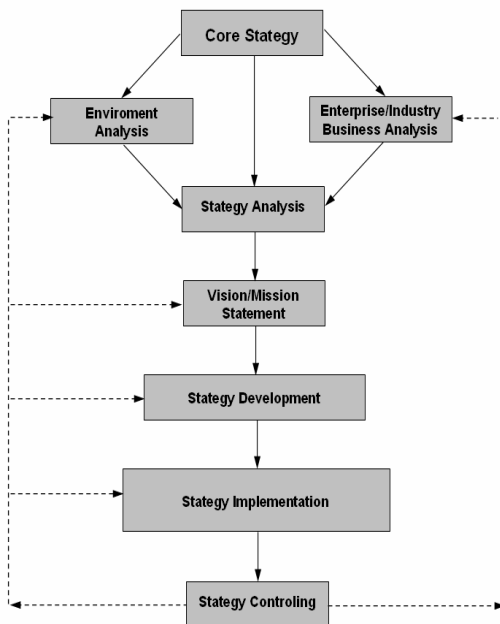 Core Stategy
Enviroment
Analysis
Enterprise/Industry
Business Analysis
Stategy Analysis
Vision/Mission
Statement
Stategy Development
Stategy Implementation
Stategy Controling